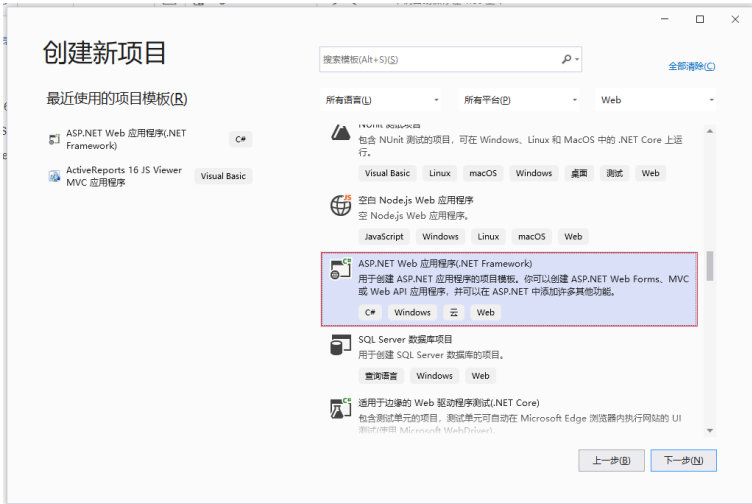 创建新项目
搜索模板(Alt+S)(S)
全部清除(C)
最近使用的项目模板(R)
所有语言(L)
所有平台(P)
Web
ASP.NET Web 应用程序(.NET
Framework)
C#
ActiveReports 16 JS Viewer
MVC 应用程序
Visual Basic
NUnit 测试项目
包含 NUnit 测试的项目，可在 Windows、Linux 和 MacOS 中的 .NET Core 上运
行。
Visual Basic Linux macOS Windows 桌面 测试 Web
空白 Node.js Web 应用程序
空 Node.js Web 应用程序。
JavaScript Windows Linux macOS Web
ASP.NET Web 应用程序(.NET Framework)
用于创建 ASP.NET 应用程序的项目模板。你可以创建 ASP.NET Web Forms、MVC
或 Web API 应用程序，并可以在 ASP.NET 中添加许多其他功能。
C# Windows 云 Web
SQL Server 数据库项目
用于创建 SQL Server 数据库的项目。
查询语言 Windows Web
适用于边缘的 Web 驱动程序测试(.NET Core)
包含测试单元的项目，测试单元可自动在 Microsoft Edge 浏览器内执行网站的 UI
测试(使用 Microsoft WebDriver)。
上一步(B)
下一步(N)